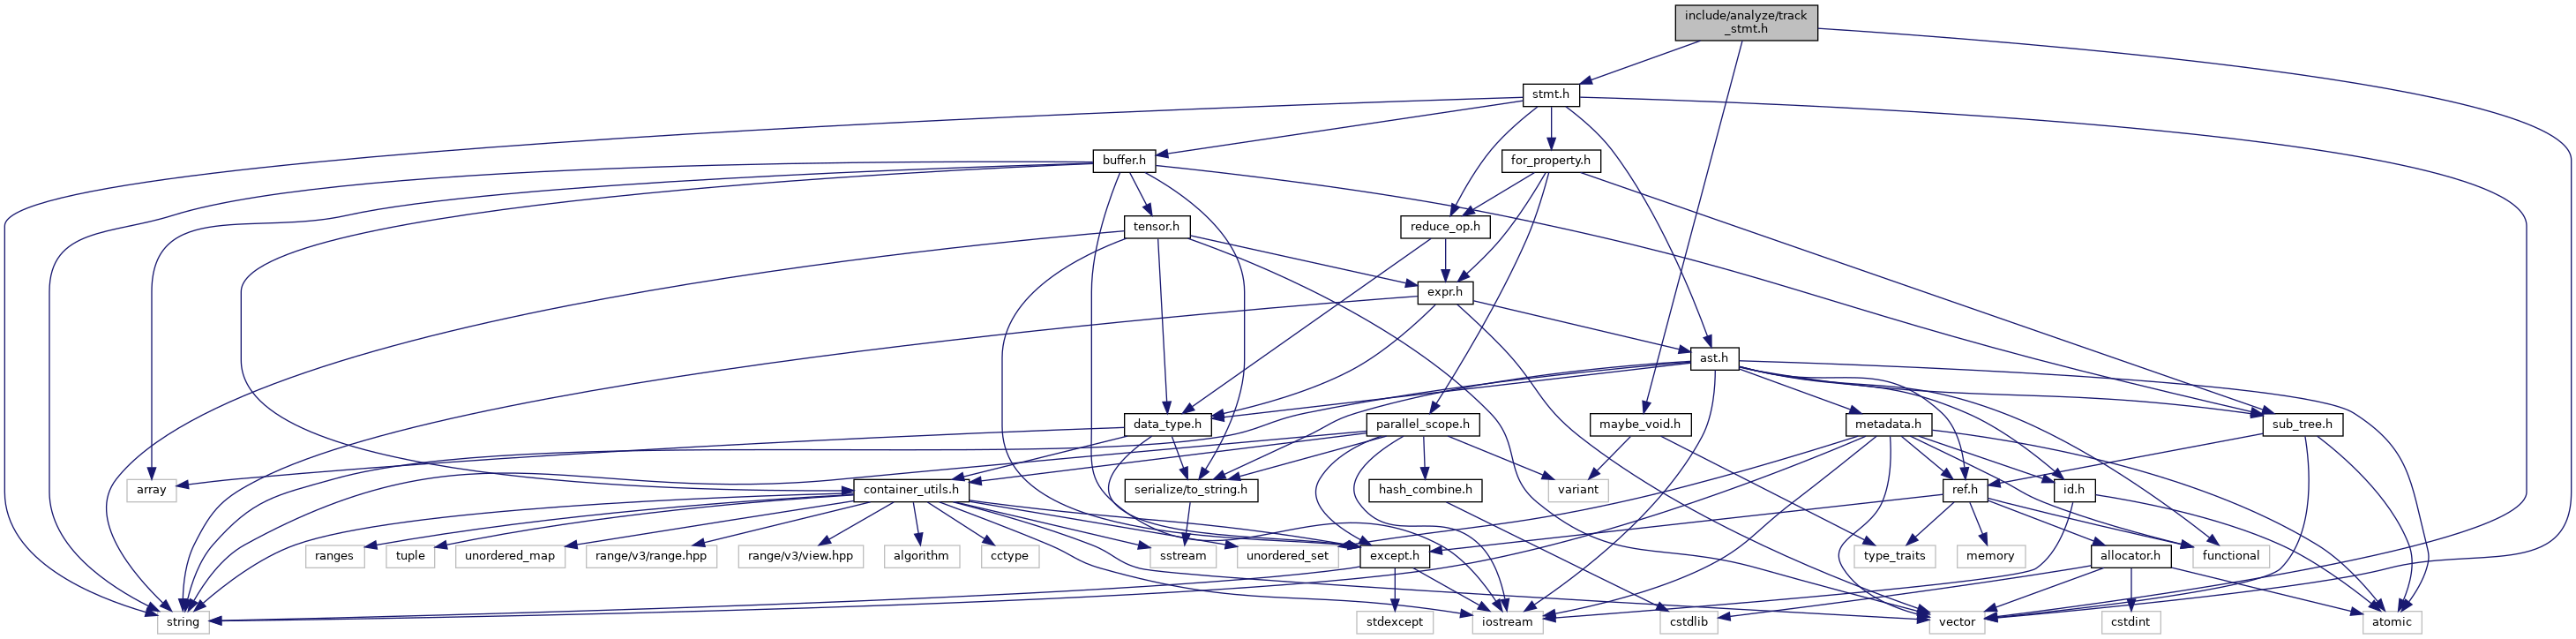 include/analyze/track
_stmt.h
stmt.h
buffer.h
for_property.h
tensor.h
reduce_op.h
expr.h
ast.h
data_type.h
parallel_scope.h
maybe_void.h
metadata.h
sub_tree.h
array
container_utils.h
serialize/to_string.h
hash_combine.h
variant
ref.h
id.h
ranges
tuple
unordered_map
range/v3/range.hpp
range/v3/view.hpp
algorithm
cctype
sstream
unordered_set
except.h
type_traits
memory
allocator.h
functional
string
stdexcept
iostream
cstdlib
vector
cstdint
atomic